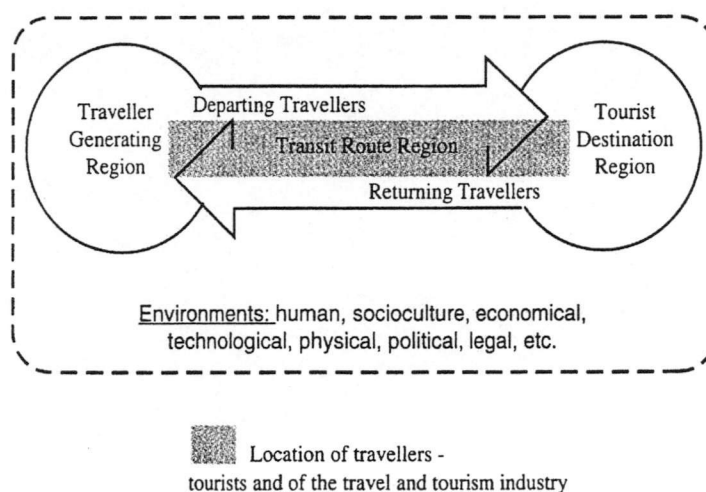 Traveller
Generating
Region
Departing Travellers
Transit Route Region
Returning Travellers
Tourist
Destination
Region
Environments: human, socioculture, economical,
technological, physical, political, legal, etc.
Location of travellers -
tourists and of the travel and tourism industry